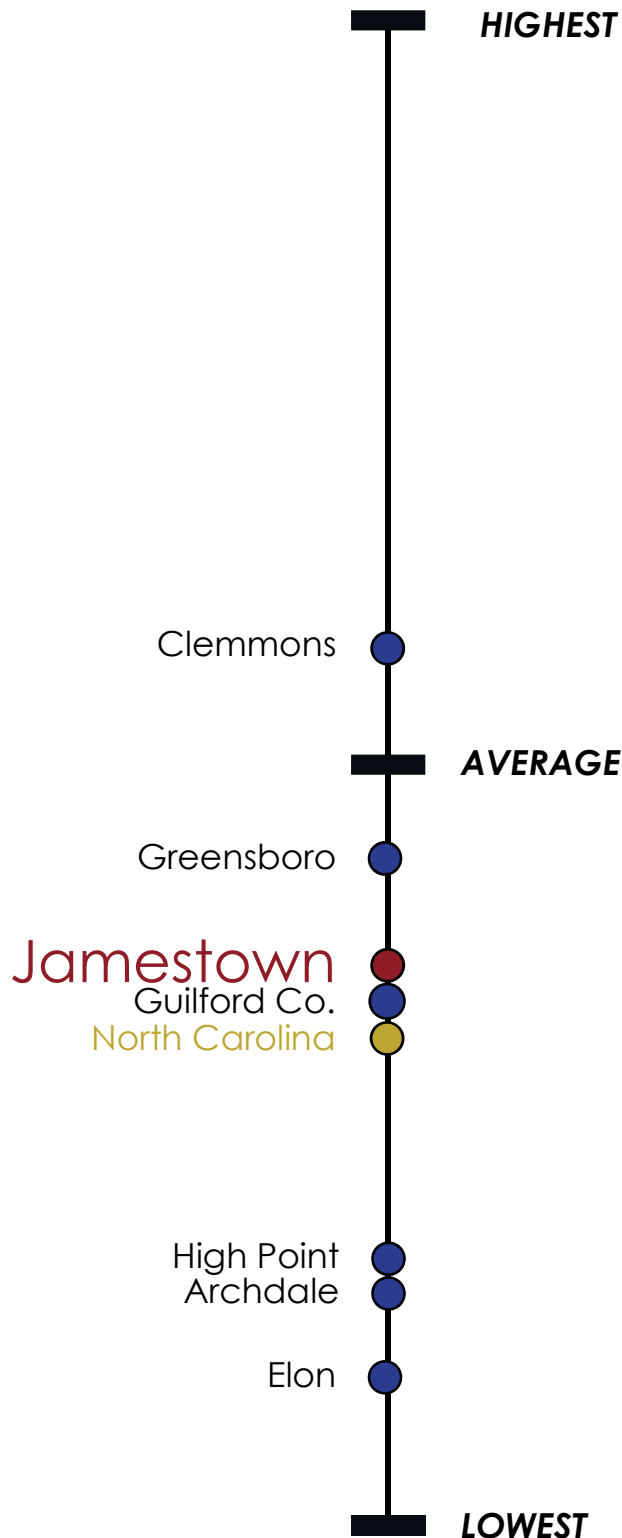 HIGHEST
Clemmons
AVERAGE
Greensboro
Jamestown
Guilford Co.
North Carolina
High Point
Archdale
Elon
LOWEST